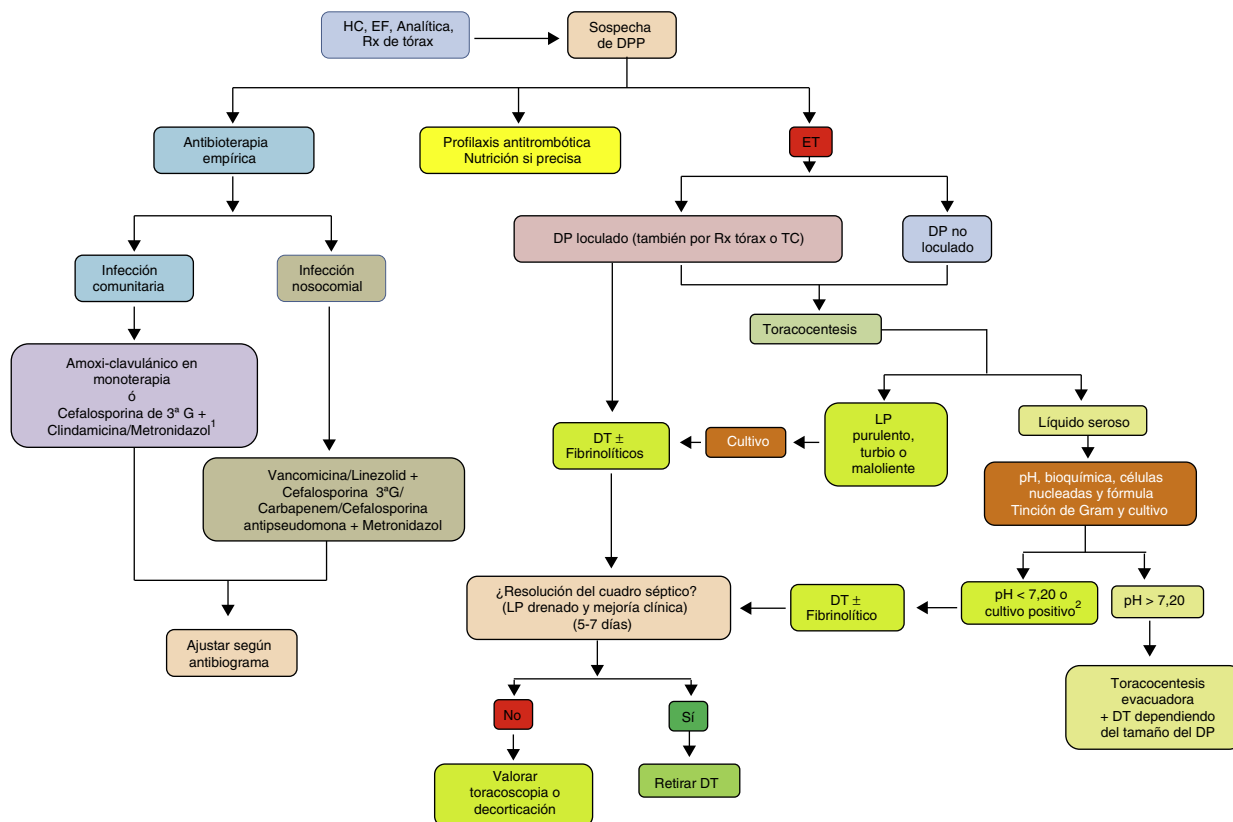 HC, EF, Analítica,
Rx de tórax
Sospecha
de DPP
Antibioterapia
empírica
Profilaxis antitrombótica
Nutrición si precisa
ET
DP loculado (también por Rx tórax o TC)
DP no
loculado
Infección
comunitaria
Infección
nosocomial
Toracocentesis
Amoxi-clavulánico en
monoterapia
ó
Cefalosporina de 3ª G +
Clindamicina/Metronidazol¹
DT ±
Fibrinolíticos
Cultivo
LP
purulento,
turbio o
maloliente
Líquido seroso
Vancomicina/Linezolid +
Cefalosporina 3ªG/
Carbapenem/Cefalosporina
antipseudomona + Metronidazol
pH, bioquímica, células
nucleadas y fórmula
Tinción de Gram y cultivo
¿Resolución del cuadro séptico?
(LP drenado y mejoría clínica)
(5-7 días)
DT ±
Fibrinolítico
pH < 7,20 o
cultivo positivo²
pH > 7,20
Ajustar según
antibiograma
Toracocentesis
evacuadora
+ DT dependiendo
del tamaño del DP
No
Sí
Valorar
toracoscopia o
decorticación
Retirar DT